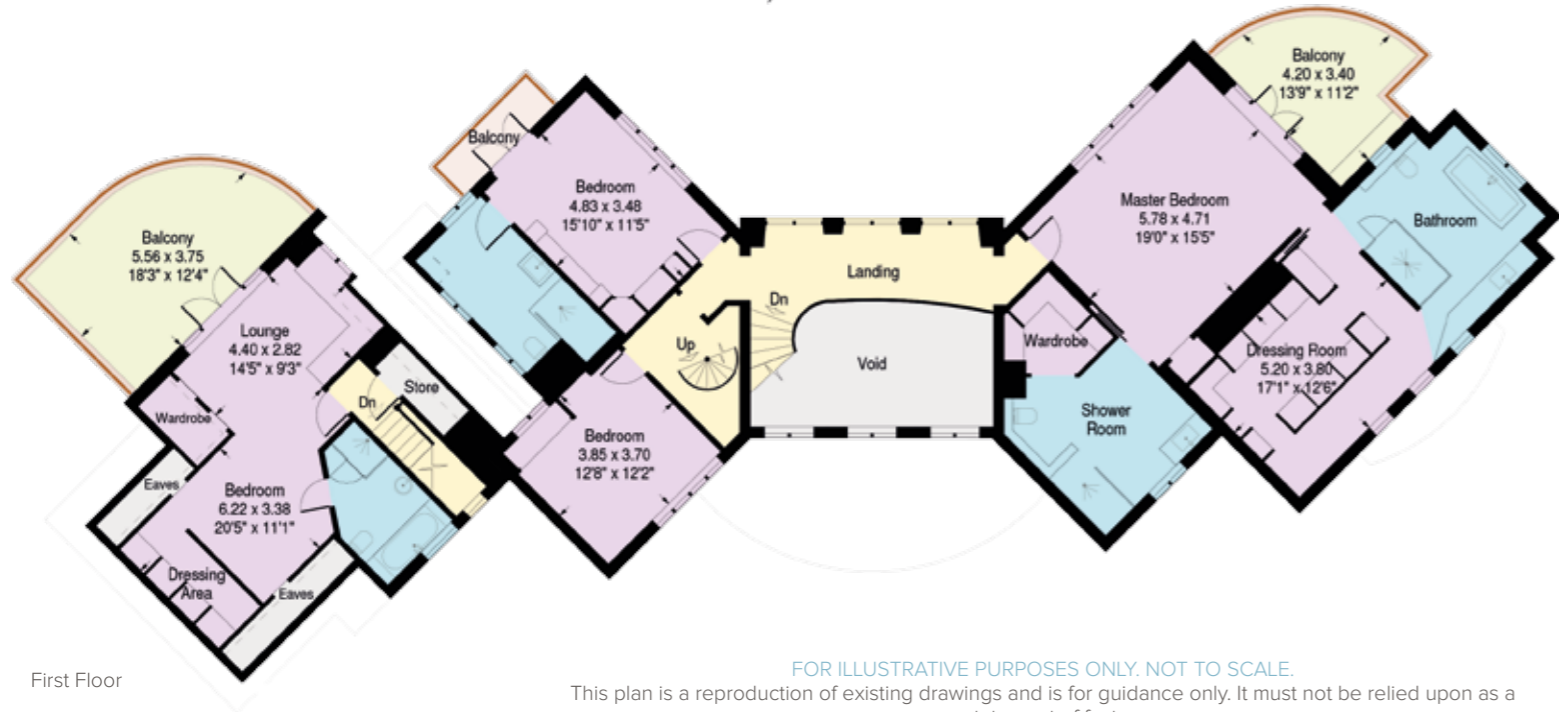 Balcony
4.20 x 3.40
13'9" x 11'2"
Balcony
Bedroom
4.83 x 3.48
15'10" x 11'5"
Master Bedroom
5.78 x 4.71
19'0" x 15'5"
Bathroom
Balcony
5.56 x 3.75
18'3" x 12'4"
Landing
Dn
Lounge
4.40 x 2.82
14'5" x 9'3"
Up
Void
Wardrobe
Dressing Room
5.20 x 3.80
17'1" x 12'6"
Store
Dn
Wardrobe
Shower
Room
Bedroom
3.85 x 3.70
12'8" x 12'2"
Eaves
Bedroom
6.22 x 3.38
20'5" x 11'1"
Dressing
Area
Eaves
First Floor
FOR ILLUSTRATIVE PURPOSES ONLY. NOT TO SCALE.
This plan is a reproduction of existing drawings and is for guidance only. It must not be relied upon as a